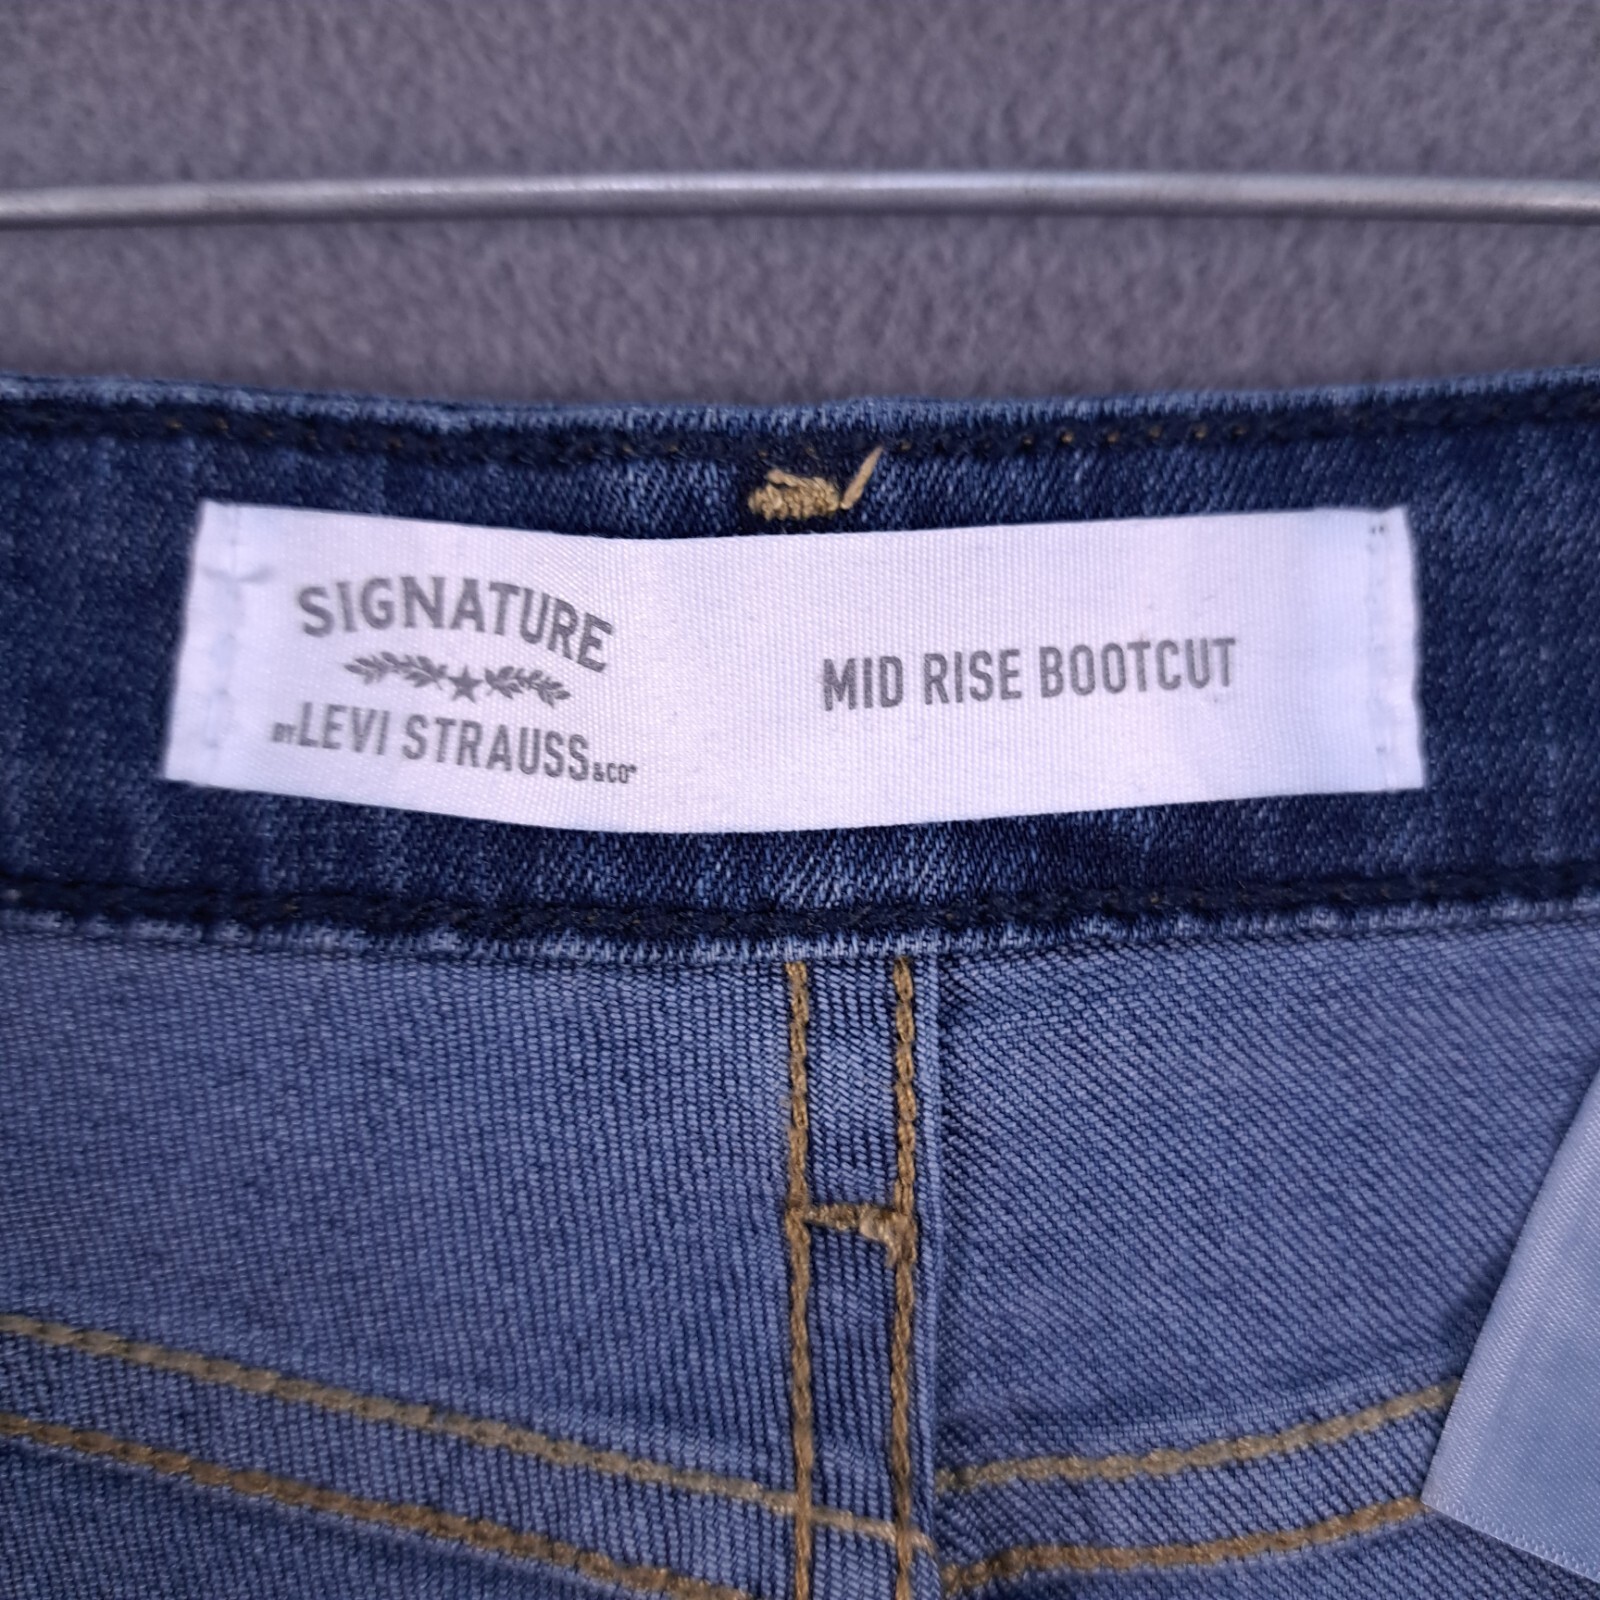 SIGNATURE
BY LEVI STRAUSS & CO
MID RISE BOOTCUT